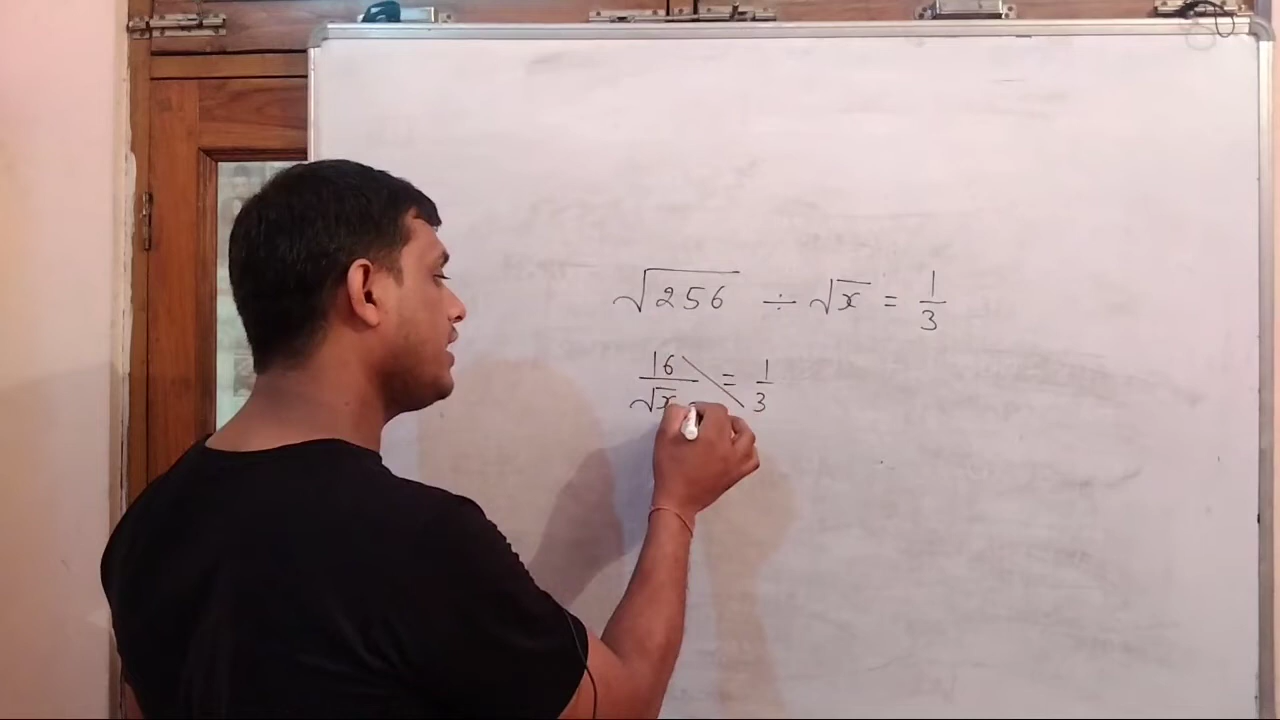 √256 ÷ √x = 1/3
16/√x = 1/3